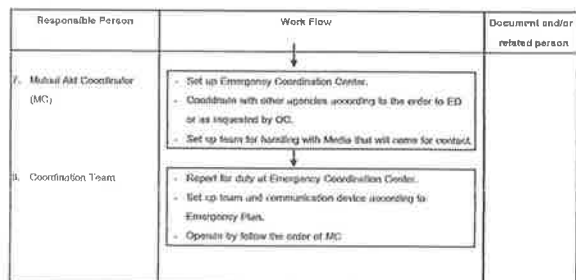 Responsible Person
Work Flow
Document and/or
related person
7. Mutual Aid Coordinator
(MC)
- Set up Emergency Coordination Center.
- Coordinate with other agencies according to the order to ED
or as requested by OC.
- Set up team for handling with Media that will come for contact.
8. Coordination Team
- Report for duty at Emergency Coordination Center.
- Set up team and communication device according to
Emergency Plan.
- Operate by follow the order of MC